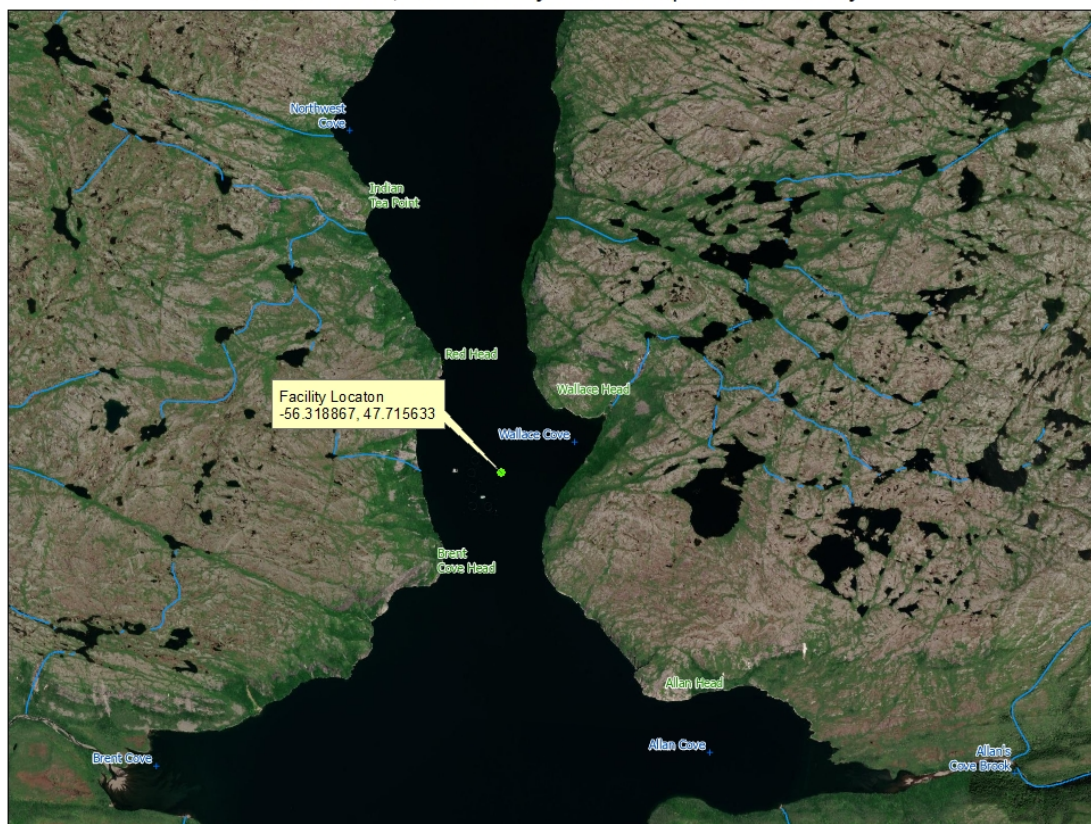 Northwest
Cove
Indian
Tea Point
Red Head
Wallace Head
Facility Locaton
-56.318867, 47.715633
Wallace Cove
Brent
Cove Head
Allan Head
Brent Cove
Allan Cove
Allan's
Cove Brook